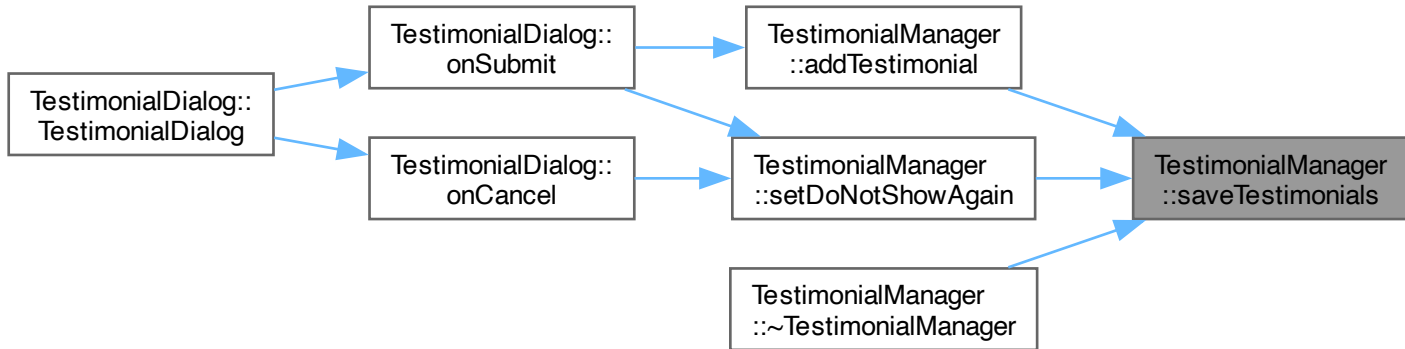 TestimonialDialog::
TestimonialDialog
TestimonialDialog::
onSubmit
TestimonialDialog::
onCancel
TestimonialManager
::addTestimonial
TestimonialManager
::setDoNotShowAgain
TestimonialManager
::~TestimonialManager
TestimonialManager
::saveTestimonials